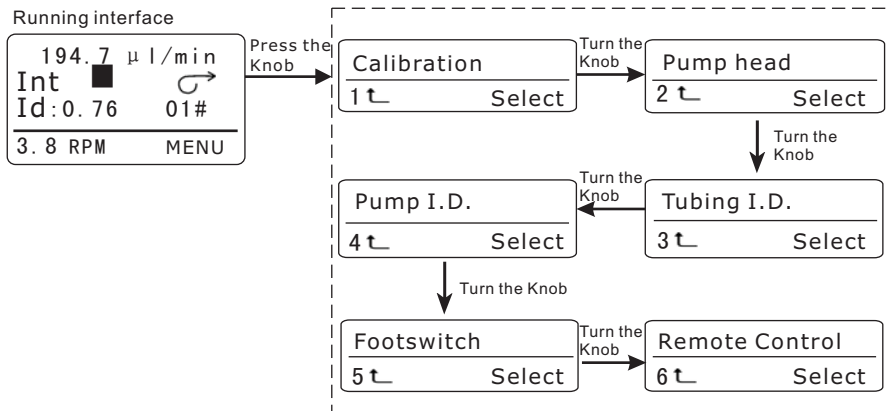 Running interface
194.7 μl/min
Int
Id:0.76 01#
3.8 RPM MENU
Press the
Knob
Calibration
1 Select
Turn the
Knob
Pump head
2 Select
Turn the
Knob
Tubing I.D.
3 Select
Turn the
Knob
Pump I.D.
4 Select
Turn the Knob
Footswitch
5 Select
Turn the
Knob
Remote Control
6 Select